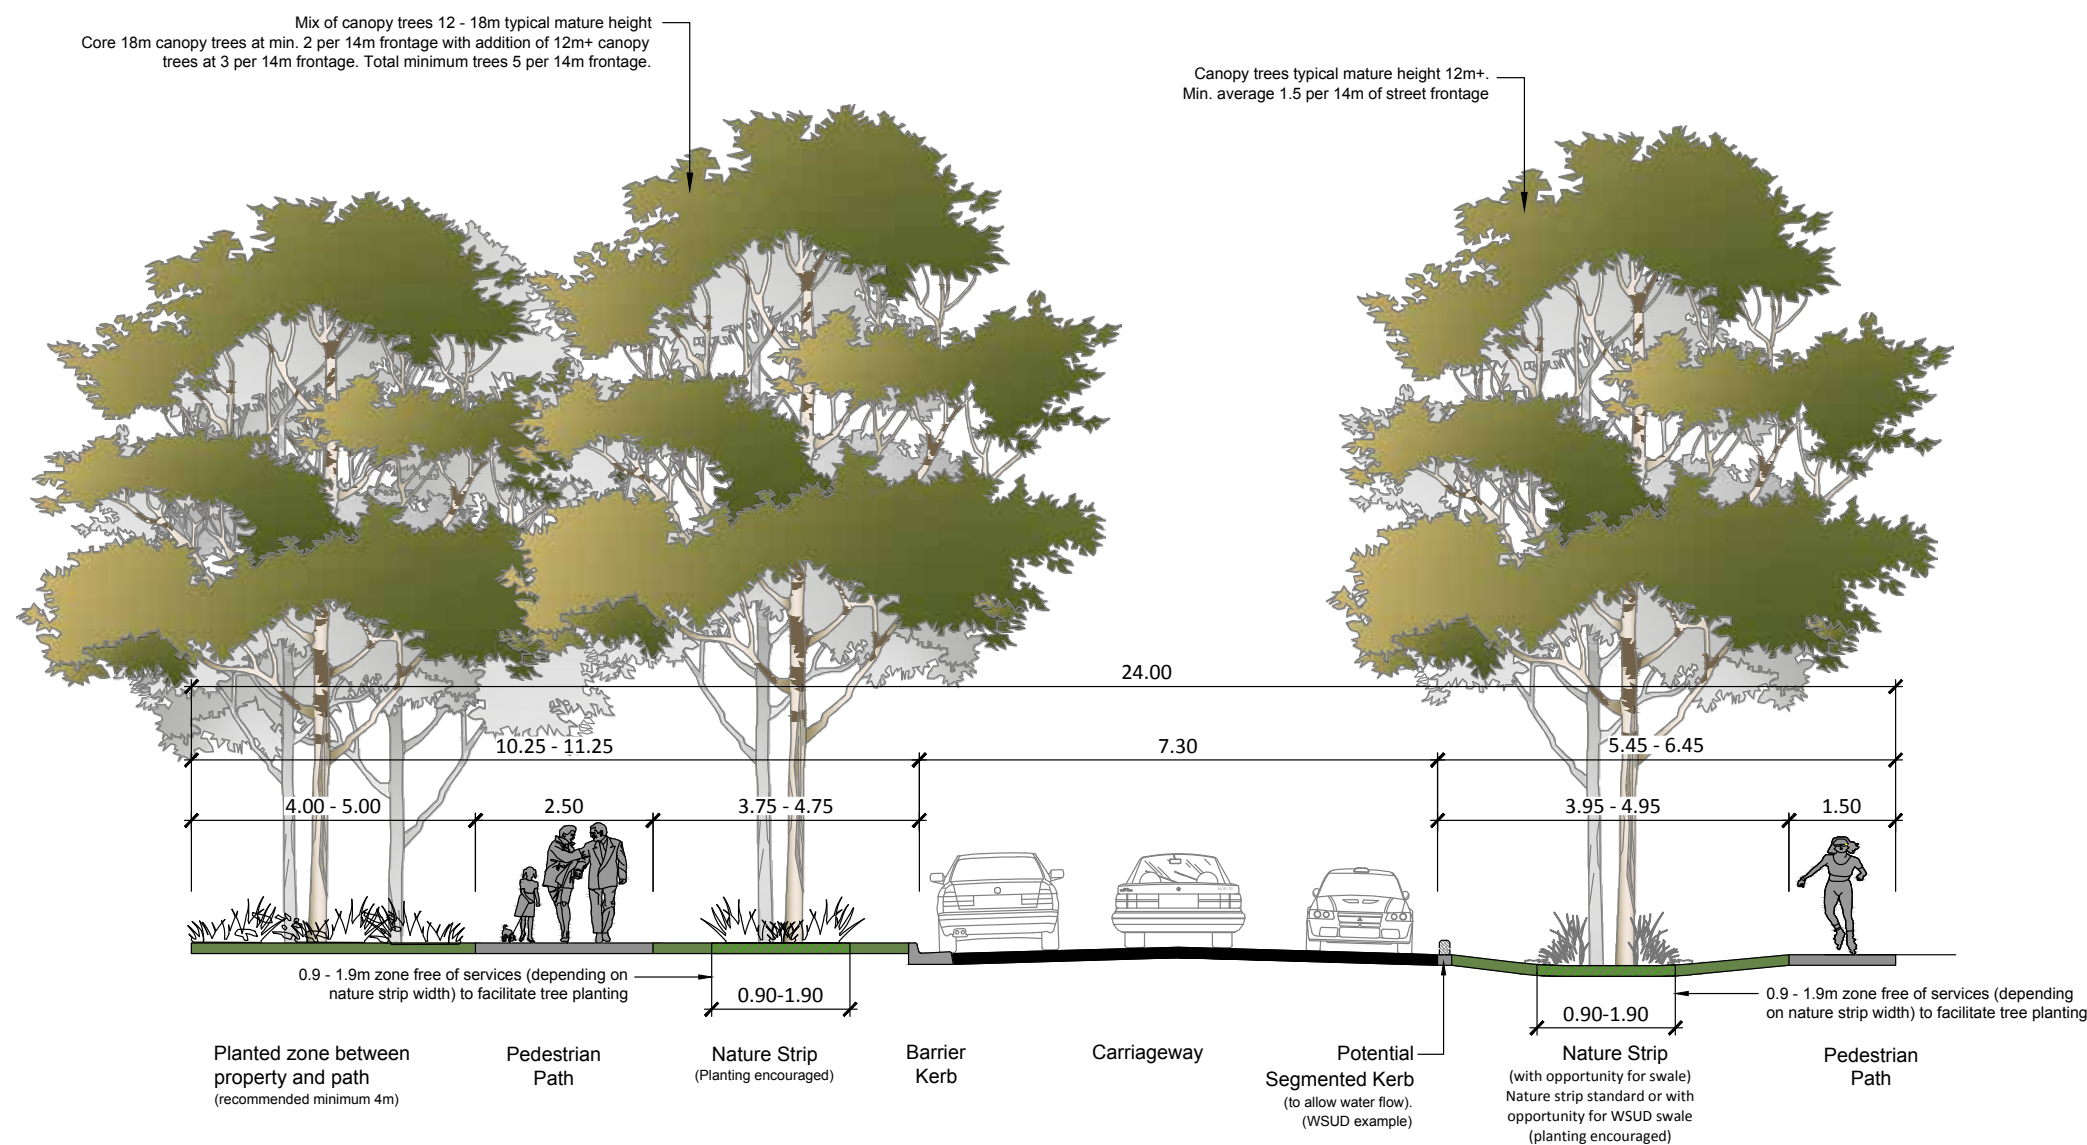 Mix of canopy trees 12 - 18m typical mature height
Core 18m canopy trees at min. 2 per 14m frontage with addition of 12m+ canopy
trees at 3 per 14m frontage. Total minimum trees 5 per 14m frontage.
Canopy trees typical mature height 12m+.
Min. average 1.5 per 14m of street frontage
24.00
10.25 - 11.25
7.30
5.45 - 6.45
4.00 - 5.00
2.50
3.75 - 4.75
3.95 - 4.95
1.50
0.9 - 1.9m zone free of services (depending on
nature strip width) to facilitate tree planting
0.90-1.90
0.90-1.90
0.9 - 1.9m zone free of services (depending
on nature strip width) to facilitate tree planting
Planted zone between
property and path
(recommended minimum 4m)
Pedestrian
Path
Nature Strip
(Planting encouraged)
Barrier
Kerb
Carriageway
Potential
Segmented Kerb
(to allow water flow).
(WSUD example)
Nature Strip
(with opportunity for swale)
Nature strip standard or with
opportunity for WSUD swale
(planting encouraged)
Pedestrian
Path